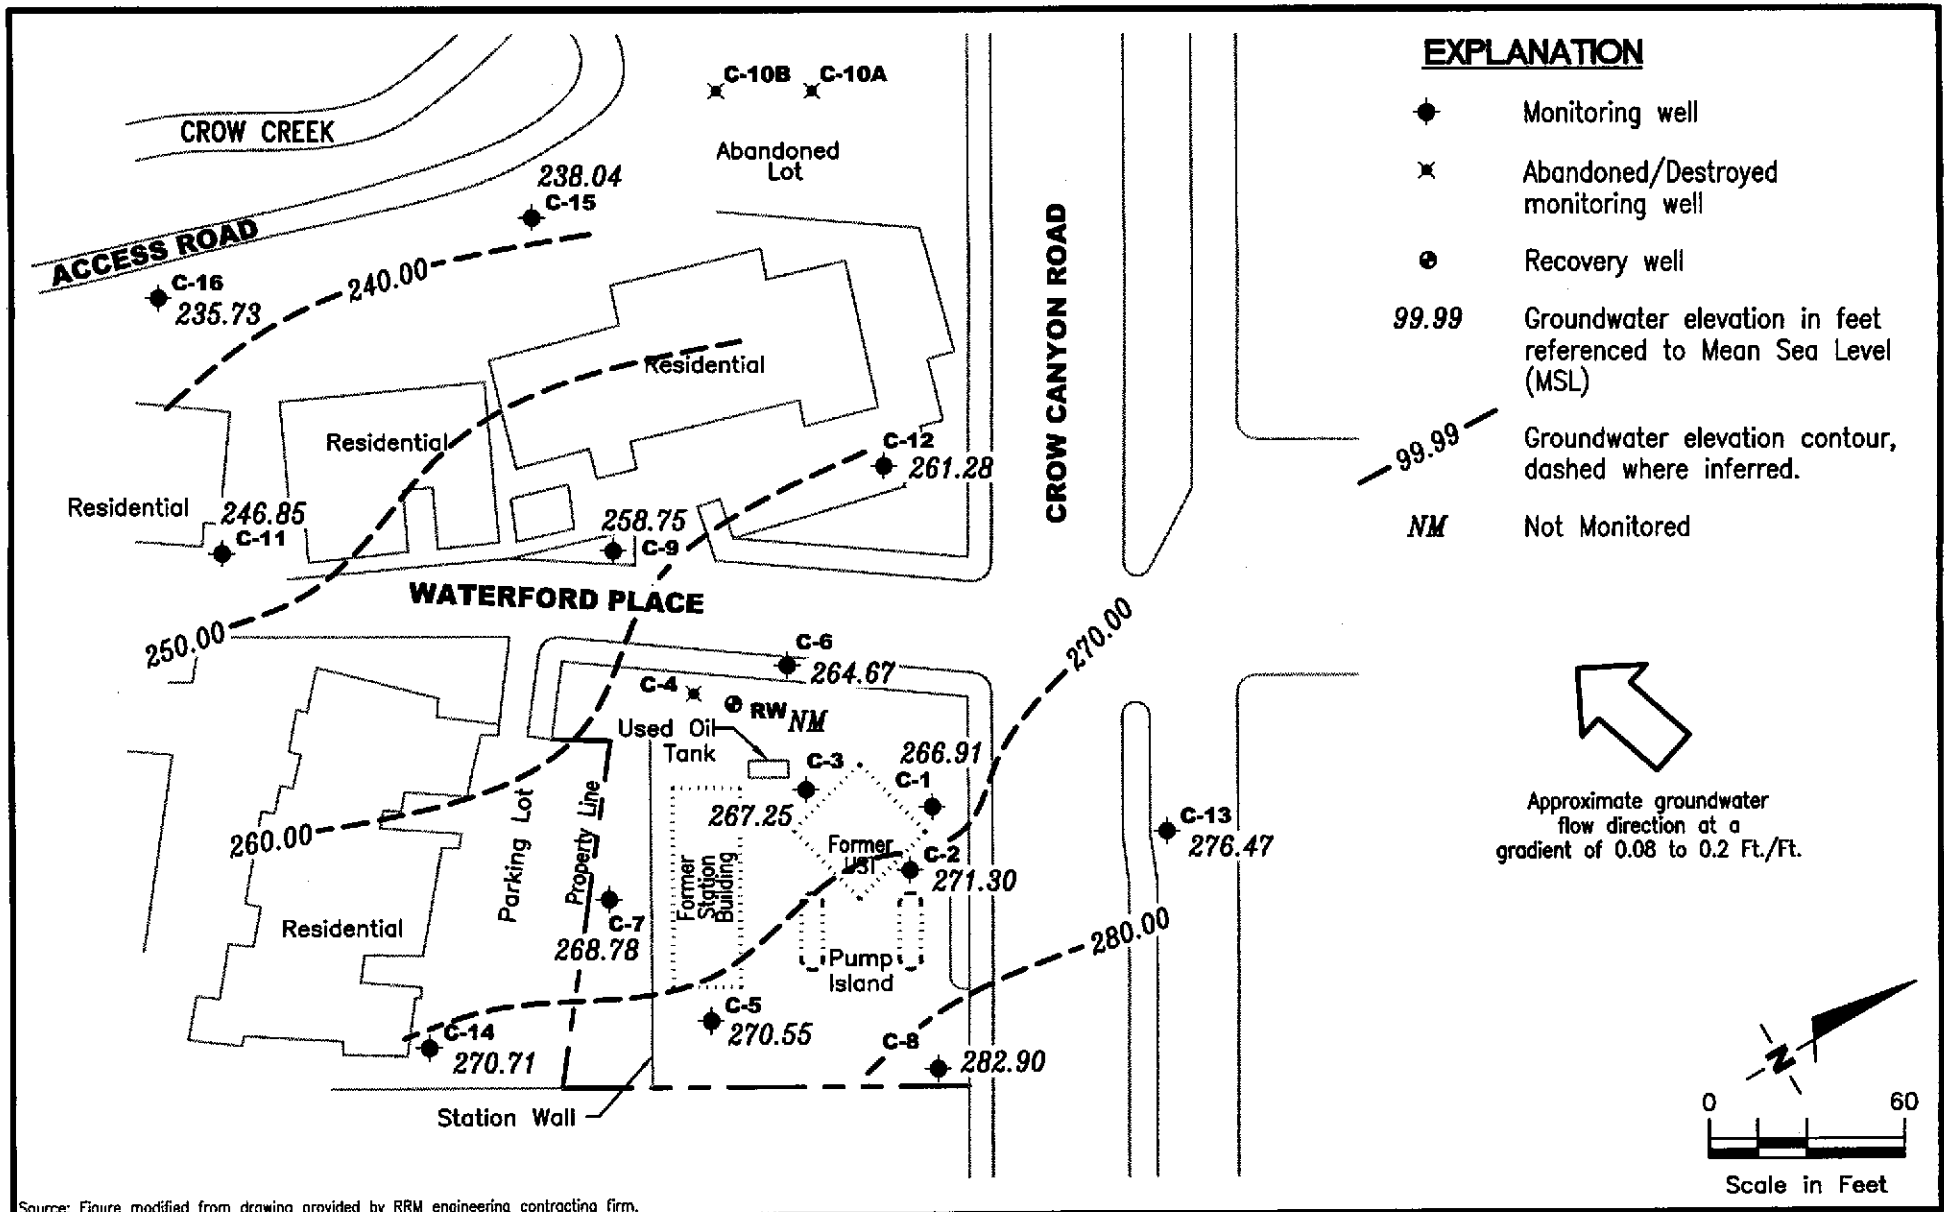 EXPLANATION
Monitoring well
Abandoned/Destroyed
monitoring well
Recovery well
99.99
Groundwater elevation in feet
referenced to Mean Sea Level
(MSL)
99.99
Groundwater elevation contour,
dashed where inferred.
NM
Not Monitored
C-10B
C-10A
Abandoned
Lot
CROW CREEK
238.04
C-15
ACCESS ROAD
C-16
235.73
240.00
CROW CANYON ROAD
Residential
Residential
C-12
261.28
Residential
246.85
C-11
258.75
C-9
WATERFORD PLACE
250.00
270.00
C-6
264.67
C-4
RW
NM
Used Oil
Tank
266.91
C-3
C-1
267.25
C-13
276.47
260.00
Parking Lot
Property Line
Former
Station
Building
Former
UST
C-2
271.30
C-7
268.78
Residential
280.00
Pump
Island
C-14
270.71
C-5
270.55
C-8
282.90
Station Wall
Approximate groundwater
flow direction at a
gradient of 0.08 to 0.2 Ft./Ft.
N
0
60
Scale in Feet
Source: Figure modified from drawing provided by RRM engineering contracting firm.